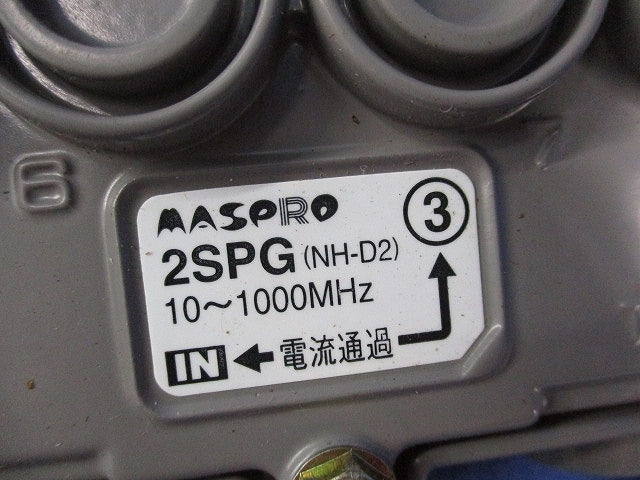 6
MASPRO
③
2SPG (NH-D2)
10～1000MHz
IN ← 電流通過